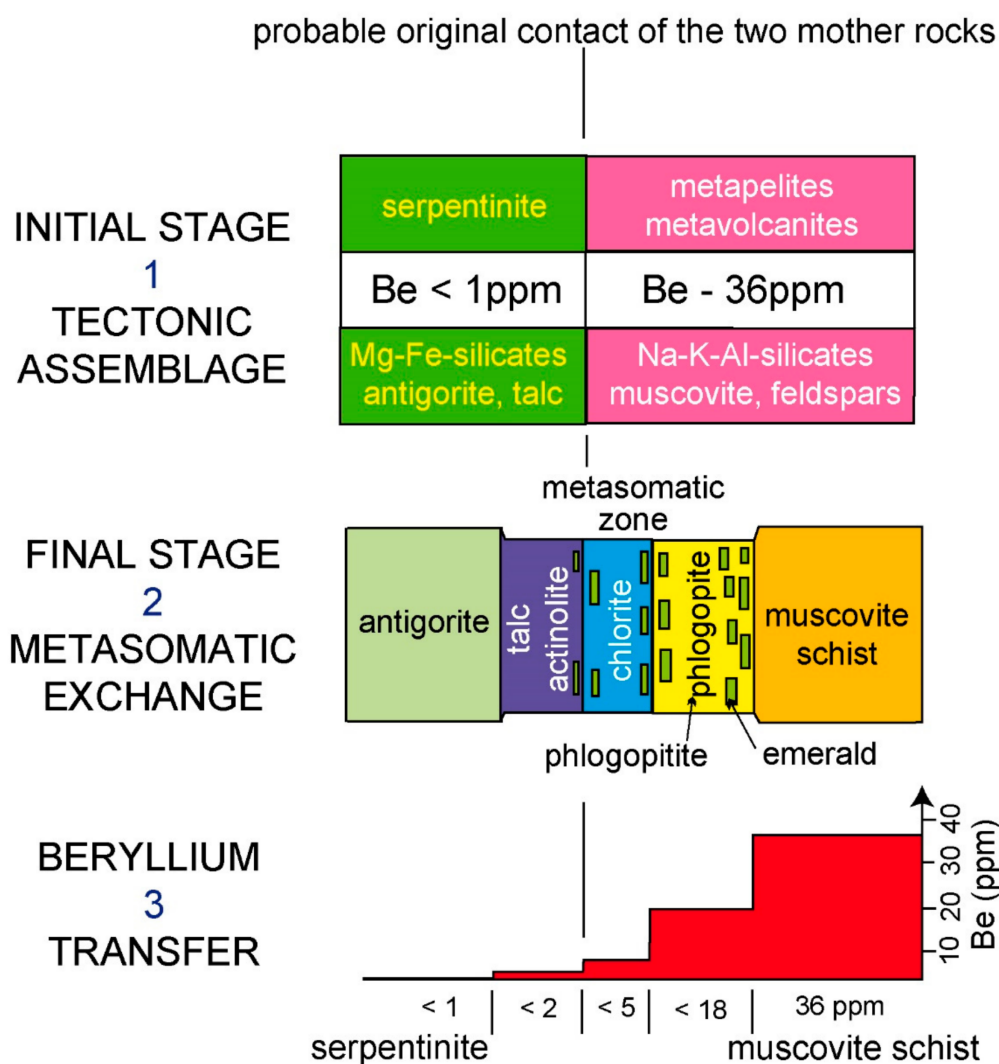 probable original contact of the two mother rocks
INITIAL STAGE
1
TECTONIC
ASSEMBLAGE
serpentinite
metapelites
metavolcanites
Be < 1ppm
Be - 36ppm
Mg-Fe-silicates
antigorite, talc
Na-K-Al-silicates
muscovite, feldspars
metasomatic
zone
FINAL STAGE
2
METASOMATIC
EXCHANGE
antigorite
talc
actinolite
chlorite
phlogopite
muscovite
schist
phlogopitite
emerald
BERYLLIUM
3
TRANSFER
40
30
20
10
Be (ppm)
< 1
< 2
< 5
< 18
36 ppm
serpentinite
muscovite schist